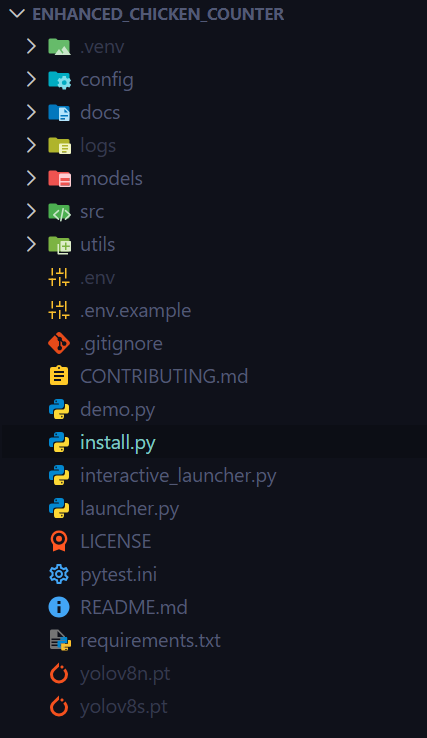 ENHANCED_CHICKEN_COUNTER
.venv
config
docs
logs
models
src
utils
.env
.env.example
.gitignore
CONTRIBUTING.md
demo.py
install.py
interactive_launcher.py
launcher.py
LICENSE
pytest.ini
README.md
requirements.txt
yolov8n.pt
yolov8s.pt